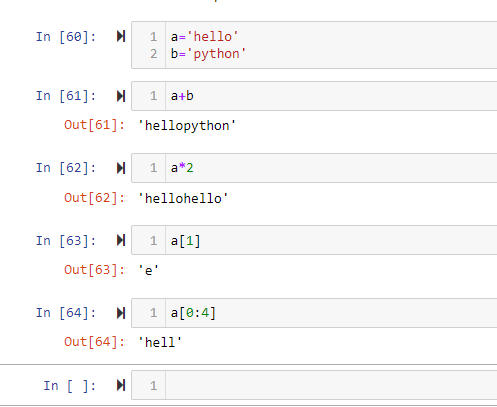 In [60]: 1 a='hello'
2 b='python'
In [61]: 1 a+b
Out[61]: 'hellopython'
In [62]: 1 a*2
Out[62]: 'hellohello'
In [63]: 1 a[1]
Out[63]: 'e'
In [64]: 1 a[0:4]
Out[64]: 'hell'
In [ ]: 1